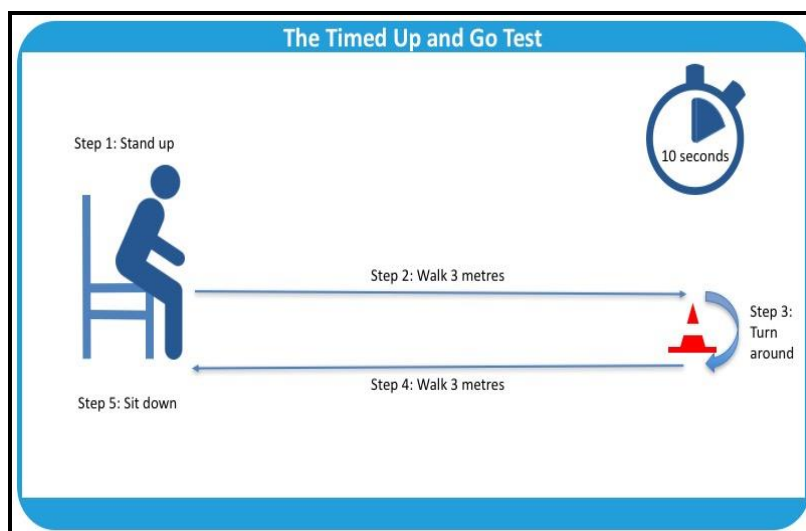 The Timed Up and Go Test
Step 1: Stand up
10 seconds
Step 2: Walk 3 metres
Step 3:
Turn
around
Step 4: Walk 3 metres
Step 5: Sit down